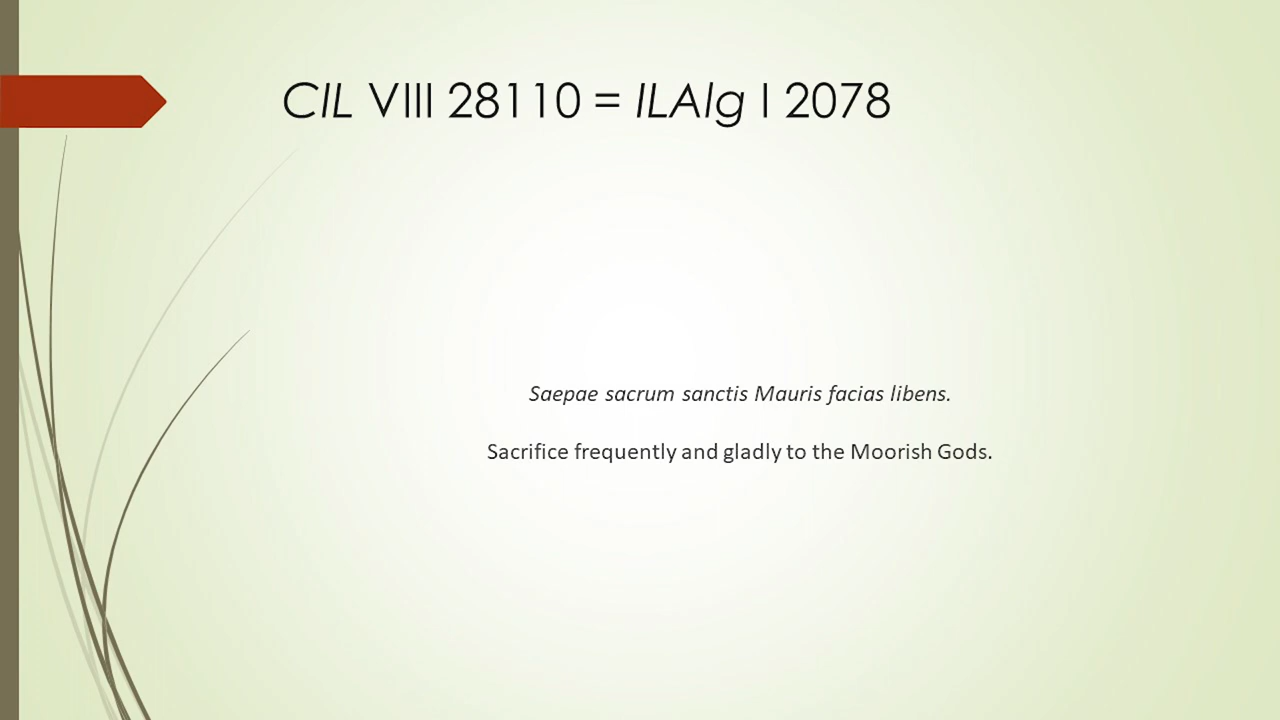 CIL VIII 28110 = ILAlg I 2078
Saepae sacrum sanctis Mauris facias libens.
Sacrifice frequently and gladly to the Moorish Gods.